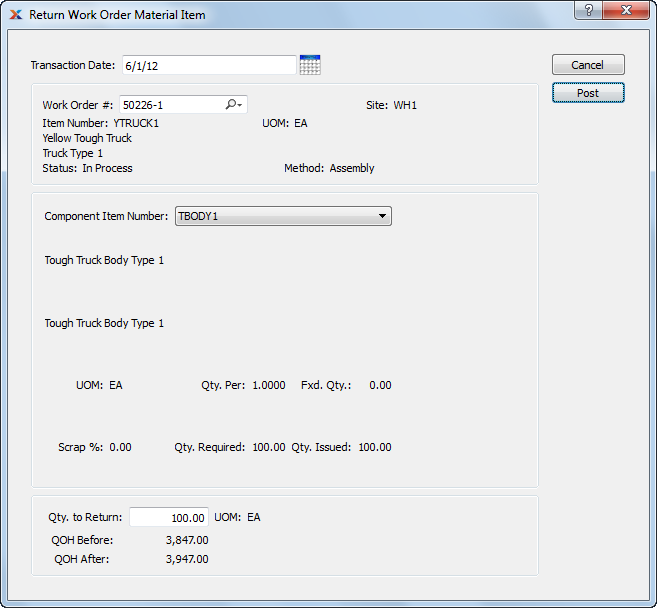 Return Work Order Material Item
Transaction Date: 6/1/12
Cancel
Post
Work Order #: 50226-1 Site: WH1
Item Number: YTRUCK1 UOM: EA
Yellow Tough Truck
Truck Type 1
Status: In Process Method: Assembly
Component Item Number: TBODY1
Tough Truck Body Type 1
Tough Truck Body Type 1
UOM: EA Qty. Per: 1.0000 Fxd. Qty.: 0.00
Scrap %: 0.00 Qty. Required: 100.00 Qty. Issued: 100.00
Qty. to Return: 100.00 UOM: EA
QOH Before: 3,847.00
QOH After: 3,947.00